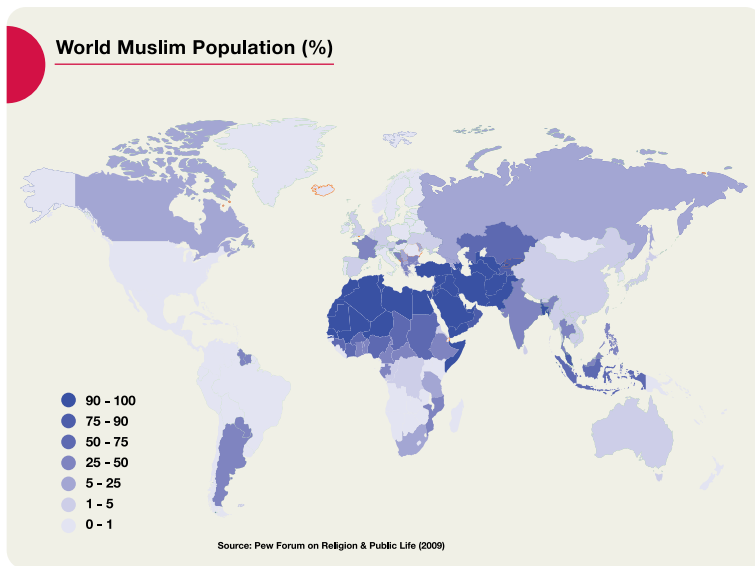 World Muslim Population (%)
90 - 100
75 - 90
50 - 75
25 - 50
5 - 25
1 - 5
0 - 1
Source: Pew Forum on Religion & Public Life (2009)